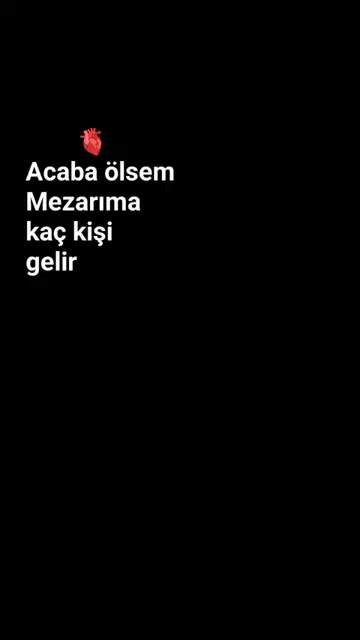 🫀
Acaba ölsem
Mezarıma
kaç kişi
gelir